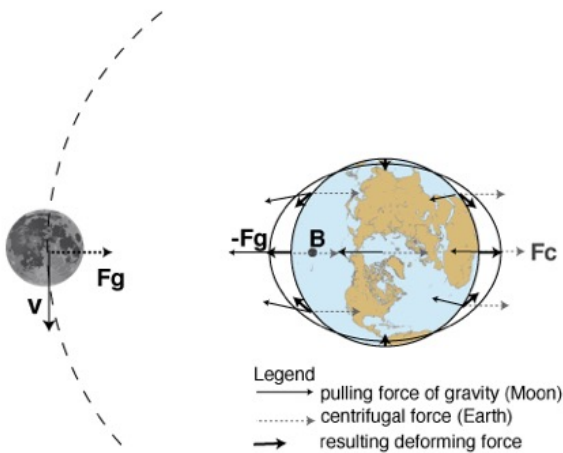 -Fg
B
Fc
Fg
v
Legend
pulling force of gravity (Moon)
centrifugal force (Earth)
resulting deforming force